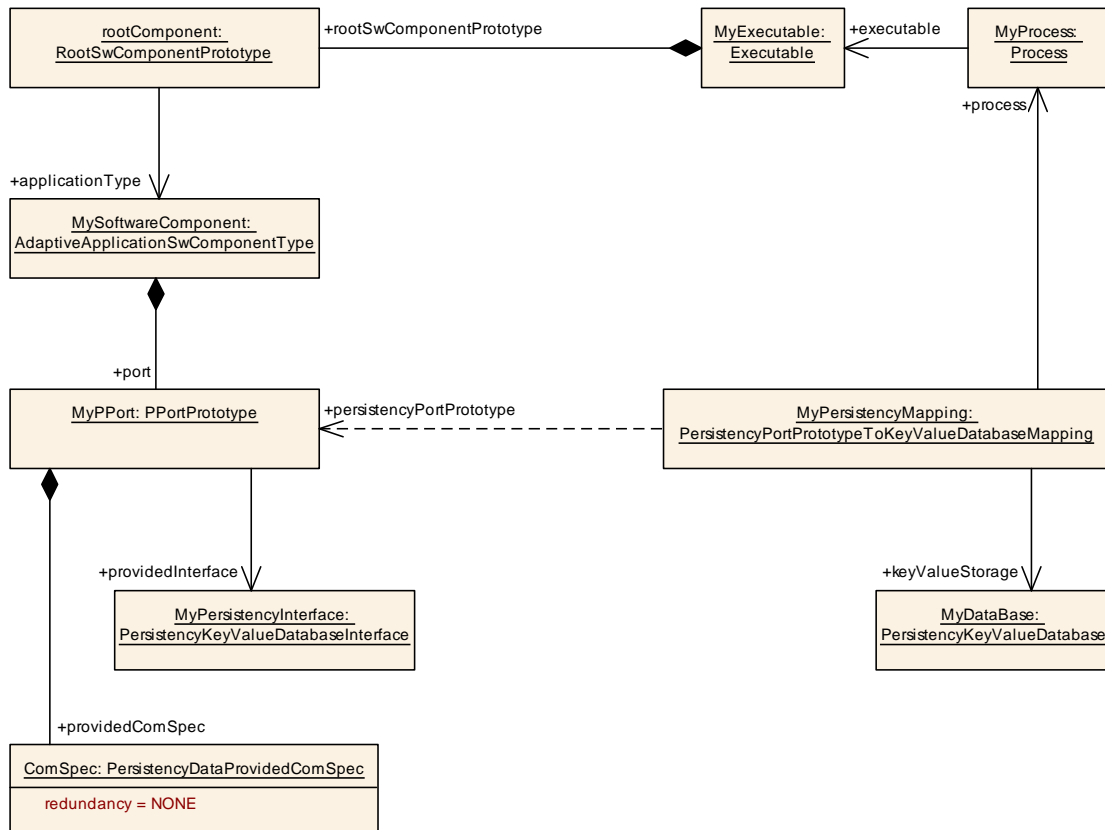 rootComponent:
RootSwComponentPrototype
+rootSwComponentPrototype
MyExecutable:
Executable
+executable
MyProcess:
Process
+process
+applicationType
MySoftwareComponent:
AdaptiveApplicationSwComponentType
+port
MyPPort: PPortPrototype
+persistencyPortPrototype
MyPersistencyMapping:
PersistencyPortPrototypeToKeyValueDatabaseMapping
+providedInterface
+keyValueStorage
MyPersistencyInterface:
PersistencyKeyValueDatabaseInterface
MyDataBase:
PersistencyKeyValueDatabase
+providedComSpec
ComSpec: PersistencyDataProvidedComSpec
redundancy = NONE